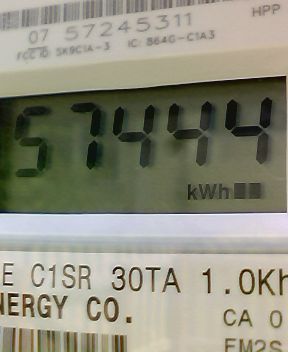 HPP
07 57245311
FCC ID: SK9C1A-3 IC: 864G-C1A3
57444
kWh
E C1SR 30TA 1.0Kh
NERGY CO.
CA 0
FM2S